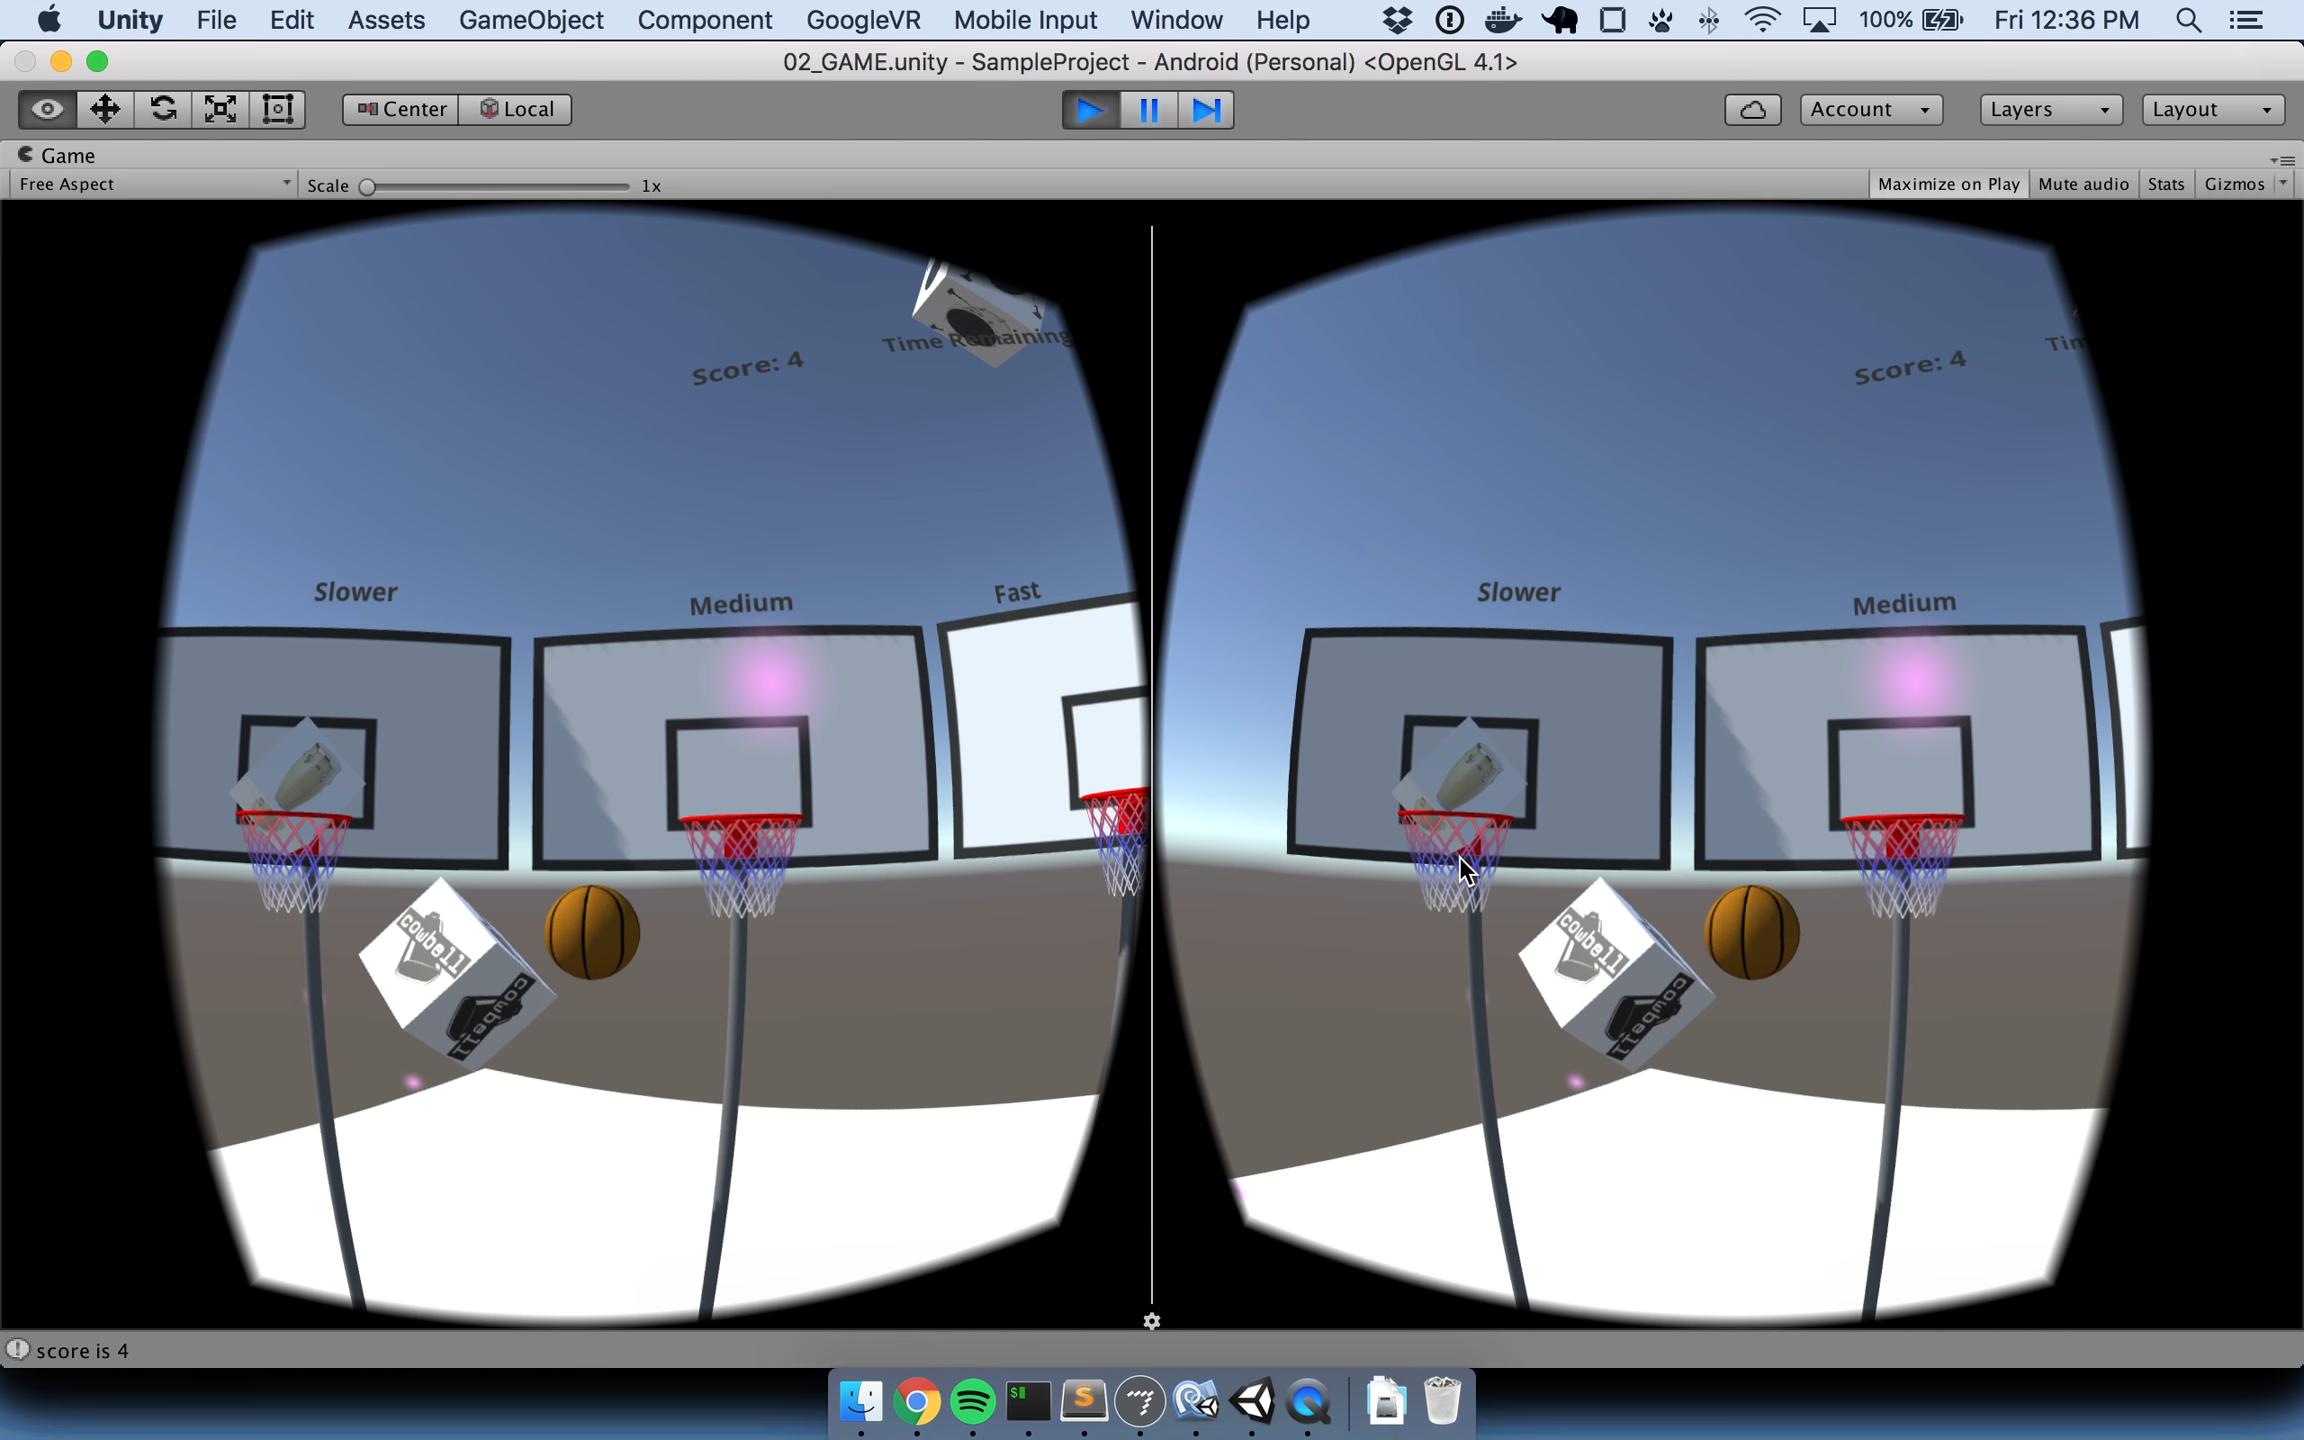 Unity File Edit Assets GameObject Component GoogleVR Mobile Input Window Help 100% Fri 12:36 PM
02_GAME.unity - SampleProject - Android (Personal) <OpenGL 4.1>
Center Local Account Layers Layout
Game
Free Aspect Scale 1x Maximize on Play Mute audio Stats Gizmos
Time Remaining
Score: 4
Tim
Score: 4
Slower Medium Fast
Slower Medium
cowbell
cowbell
cowbell
cowbell
score is 4
$
S